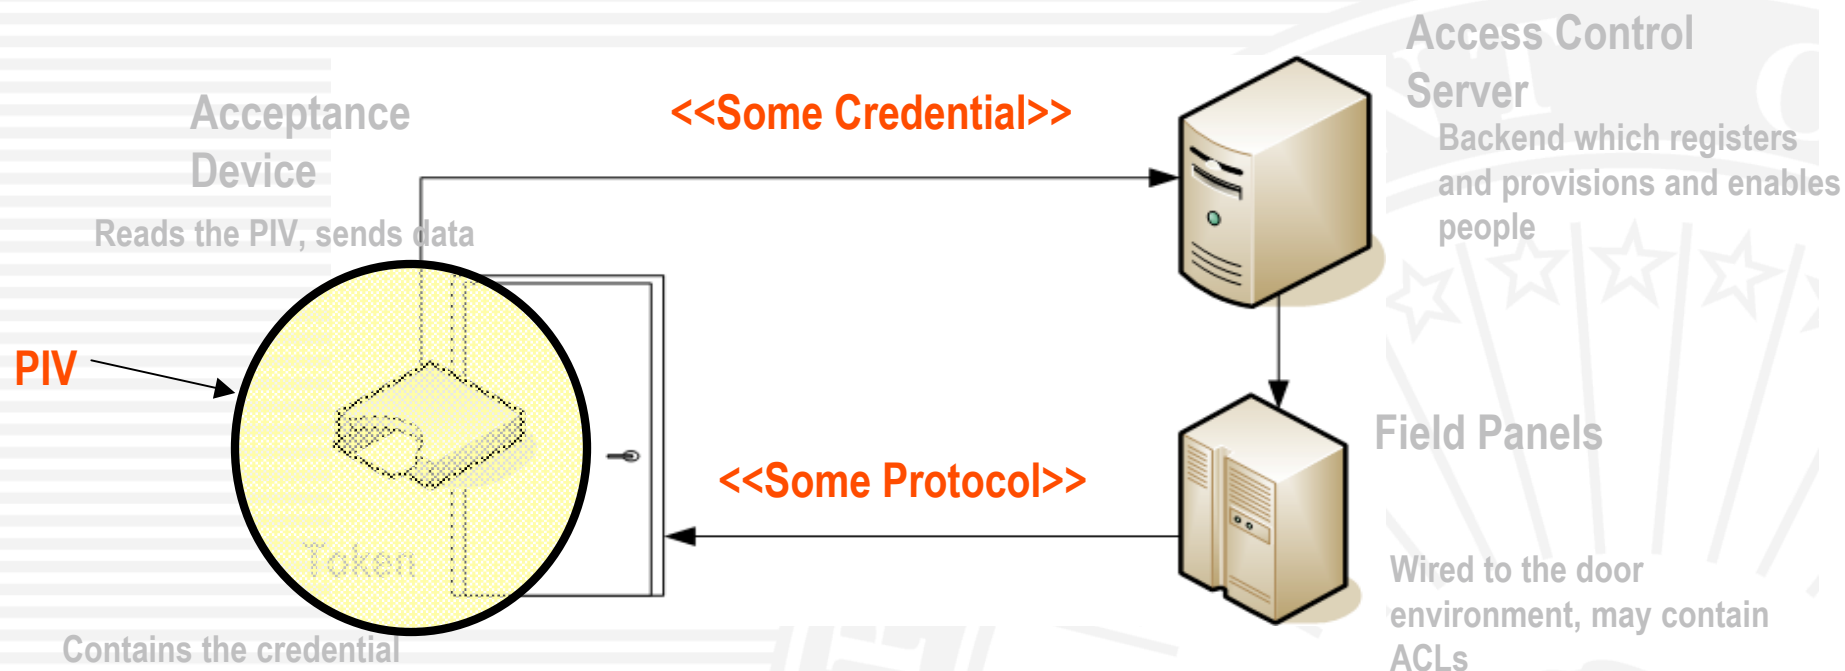 Access Control
Server
Backend which registers
and provisions and enables
people
Acceptance
Device
Reads the PIV, sends data
<<Some Credential>>
PIV
Token
Contains the credential
<<Some Protocol>>
Field Panels
Wired to the door
environment, may contain
ACLs